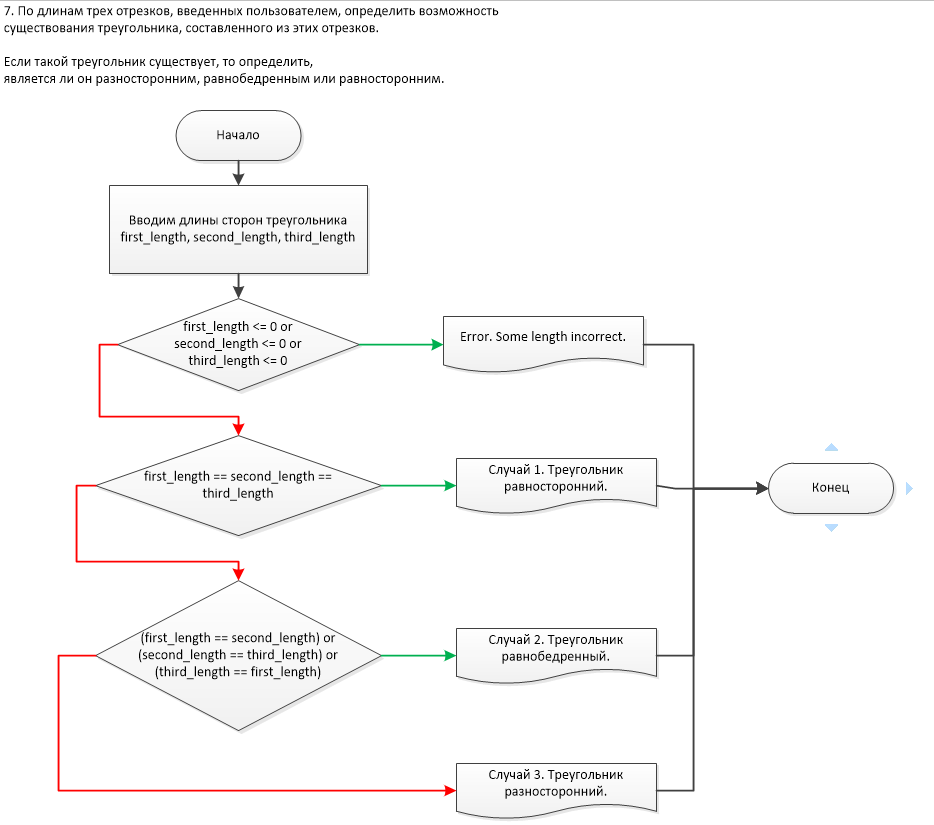 7. По длинам трех отрезков, введенных пользователем, определить возможность
существования треугольника, составленного из этих отрезков.
Если такой треугольник существует, то определить,
является ли он разносторонним, равнобедренным или равносторонним.
Начало
Вводим длины сторон треугольника
first_length, second_length, third_length
first_length <= 0 or
second_length <= 0 or
third_length <= 0
Error. Some length incorrect.
first_length == second_length ==
third_length
Случай 1. Треугольник
равносторонний.
Конец
(first_length == second_length) or
(second_length == third_length) or
(third_length == first_length)
Случай 2. Треугольник
равнобедренный.
Случай 3. Треугольник
разносторонний.